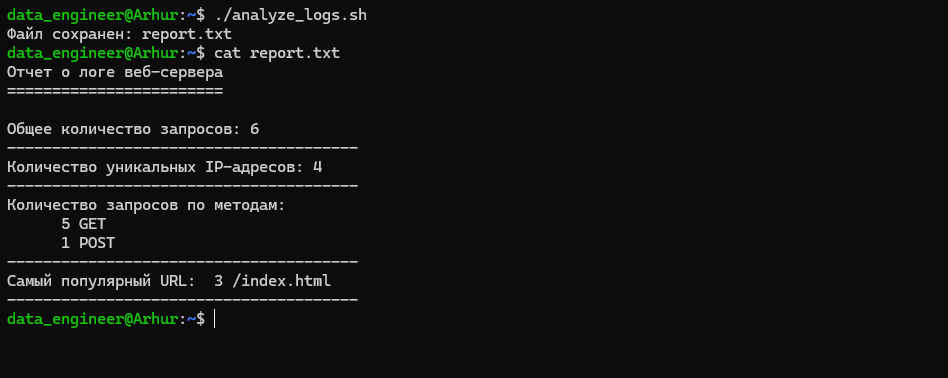 data_engineer@Arhur:~$ ./analyze_logs.sh
Файл сохранен: report.txt
data_engineer@Arhur:~$ cat report.txt
Отчет о логе веб-сервера
========================

Общее количество запросов: 6
---------------------------------------
Количество уникальных IP-адресов: 4
---------------------------------------
Количество запросов по методам:
      5 GET
      1 POST
---------------------------------------
Самый популярный URL:  3 /index.html
---------------------------------------
data_engineer@Arhur:~$